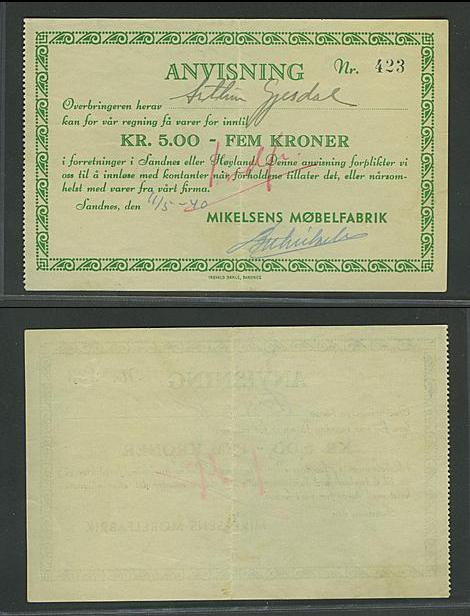 ANVISNING Nr. 423
Overbringeren herav Arthur Gjesdal
kan for vår regning få varer for inntil
KR. 5.00 - FEM KRONER
i forretninger i Sandnes eller Høyland. Denne anvisning forplikter vi
oss til å innløse med kontanter når forholdene tillater det, eller nårsom-
helst med varer fra vårt firma.
Sandnes, den 11/5-40
MIKELSENS MØBELFABRIK